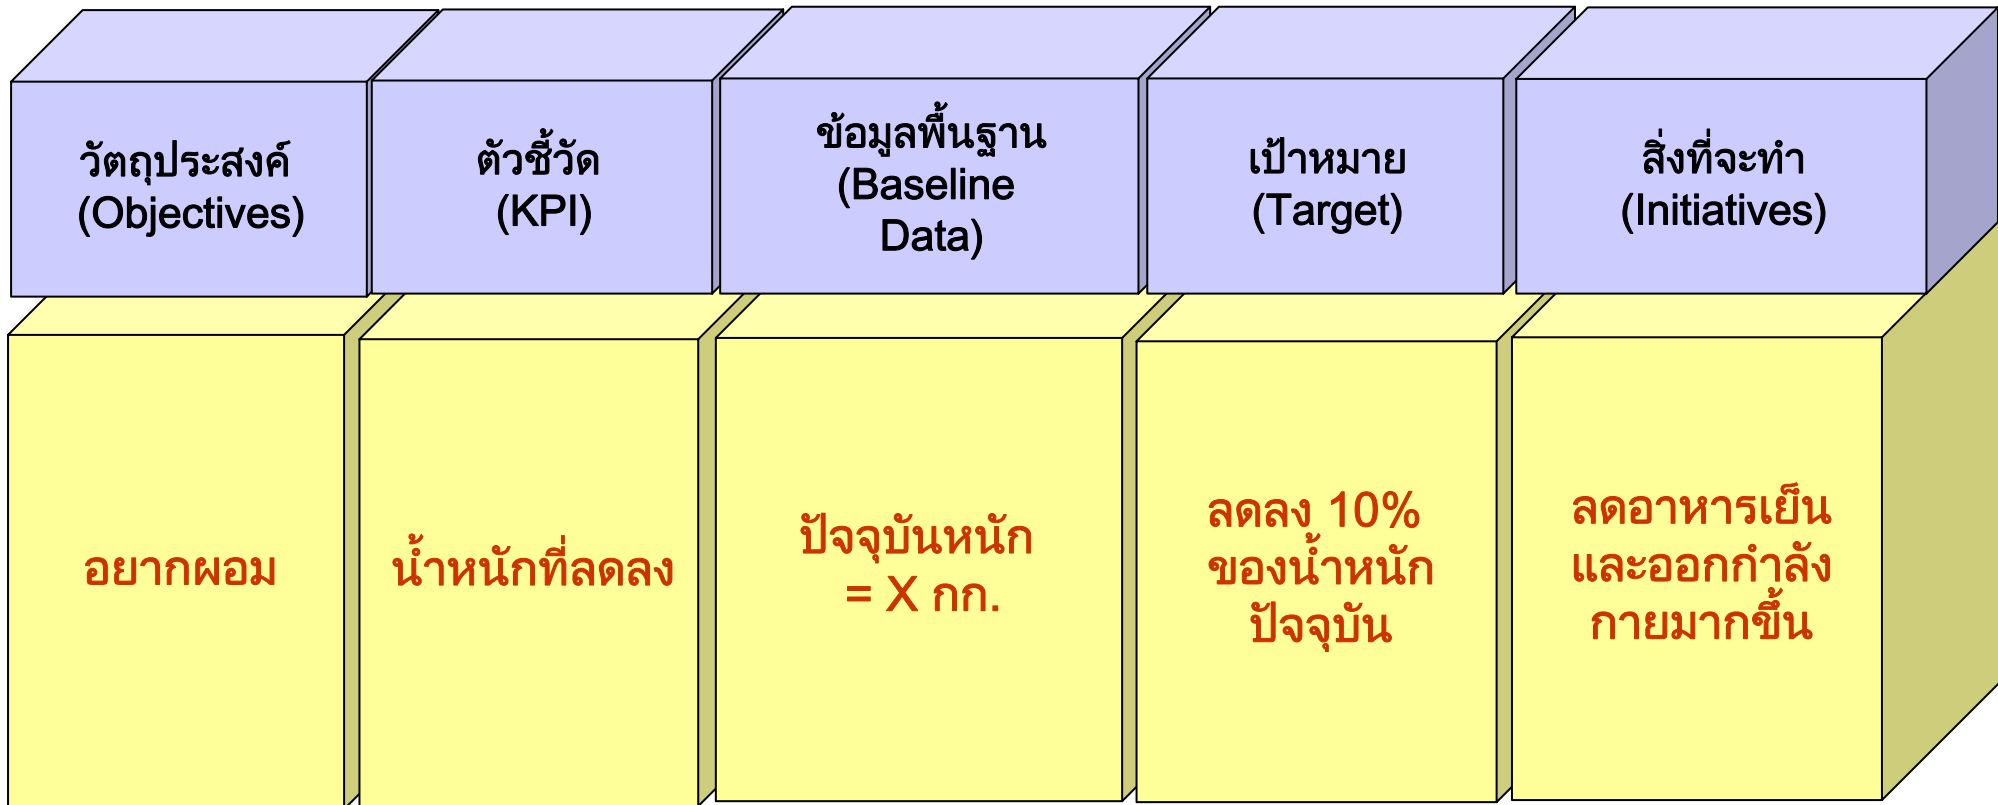 วัตถุประสงค์
(Objectives)
ตัวชี้วัด
(KPI)
ข้อมูลพื้นฐาน
(Baseline
Data)
เป้าหมาย
(Target)
สิ่งที่จะทำ
(Initiatives)
อยากผอม
น้ำหนักที่ลดลง
ปัจจุบันหนัก
= X กก.
ลดลง 10%
ของน้ำหนัก
ปัจจุบัน
ลดอาหารเย็น
และออกกำลัง
กายมากขึ้น